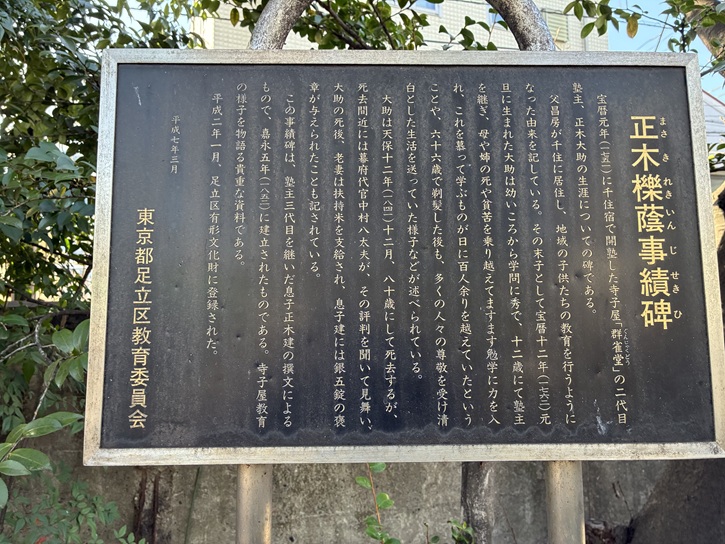 正木櫟蔭事績碑
まさきれきいんじせきひ
宝暦元年(一七五一)に千住宿で開塾した寺子屋「群雀堂」の二代目
ぐんじゃくどう
塾主、正木大助の生涯についての碑である。
父昌房が千住に居住し、地域の子供たちの教育を行うように
なった由来を記している。その末子として宝暦十二年(一七六二)元
旦に生まれた大助は幼いころから学問に秀で、十二歳にて塾主
を継ぎ、母や姉の死や貧苦を乗り越えてますます勉学に力を入
れ、これを慕って学ぶものが日に百人余りを越えていたという
ことや、六十六歳で剃髪した後も、多くの人々の尊敬を受け清
白とした生活を送っていた様子などが述べられている。
大助は天保十二年(一八四一)十二月、八十歳にして死去するが、
死去間近には幕府代官中村八太夫が、その評判を聞いて見舞い、
大助の死後、老妻は扶持米を支給され、息子建には銀五錠の褒
章が与えられたことも記されている。
この事績碑は、塾主三代目を継いだ息子正木建の撰文による
もので、嘉永五年(一八五二)に建立されたものである。寺子屋教育
の様子を物語る貴重な資料である。
平成二年一月、足立区有形文化財に登録された。
平成七年三月
東京都足立区教育委員会